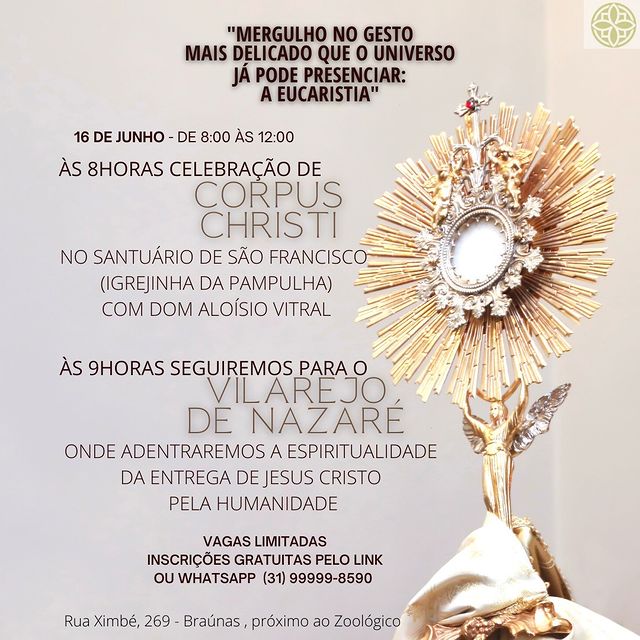 "MERGULHO NO GESTO
MAIS DELICADO QUE O UNIVERSO
JÁ PODE PRESENCIAR:
A EUCARISTIA"
16 DE JUNHO - DE 8:00 ÀS 12:00
ÀS 8HORAS CELEBRAÇÃO DE
CORPUS
CHRISTI
NO SANTUÁRIO DE SÃO FRANCISCO
(IGREJINHA DA PAMPULHA)
COM DOM ALOÍSIO VITRAL
ÀS 9HORAS SEGUIREMOS PARA O
VILAREJO
DE NAZARÉ
ONDE ADENTRAREMOS A ESPIRITUALIDADE
DA ENTREGA DE JESUS CRISTO
PELA HUMANIDADE
VAGAS LIMITADAS
INSCRIÇÕES GRATUITAS PELO LINK
OU WHATSAPP (31) 99999-8590
Rua Ximbé, 269 - Braúnas , próximo ao Zoológico